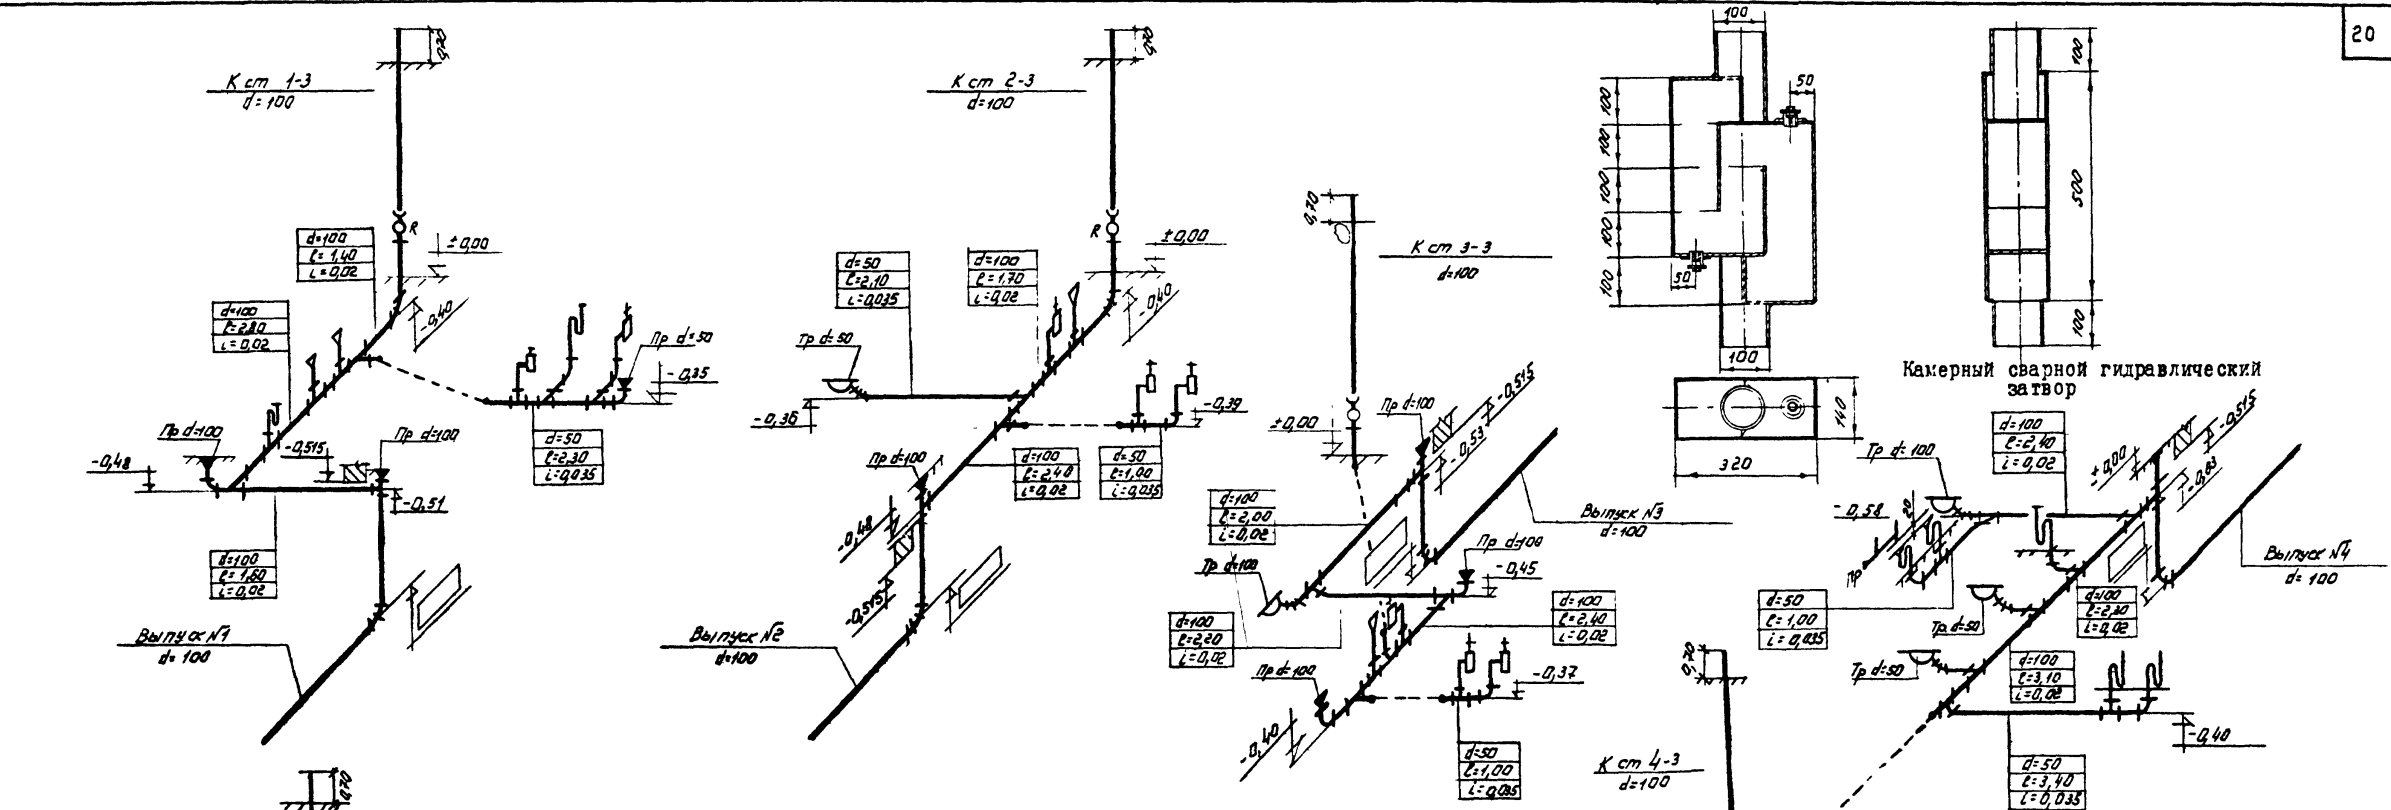 20
К ст 1-3
d=100
0,70
R
±0,00
d=100
ℓ=1,40
i=0,02
d=100
ℓ=2,80
i=0,02
-0,40
Пр d=50
-0,35
d=50
ℓ=2,30
i=0,035
Пр d=100
-0,48
-0,515
Пр d=100
-0,51
d=100
ℓ=1,60
i=0,02
Выпуск №1
d=100
0,70
К ст 2-3
d=100
0,70
R
±0,00
d=50
ℓ=2,10
i=0,035
d=100
ℓ=1,70
i=0,02
-0,40
Тр d=50
-0,36
-0,39
d=100
ℓ=2,40
i=0,02
d=50
ℓ=1,00
i=0,035
Пр d=100
-0,48
-0,515
Выпуск №2
d=100
0,70
К ст 3-3
d=100
±0,00
Пр d=100
-0,515
-0,53
d=100
ℓ=2,00
i=0,02
Выпуск №3
d=100
Тр d=100
Пр d=100
-0,45
d=100
ℓ=2,20
i=0,02
d=100
ℓ=2,40
i=0,02
Пр d=100
-0,37
-0,40
d=50
ℓ=1,00
i=0,035
100
50
100
100
100
100
100
50
100
100
500
100
Камерный сварной гидравлический
затвор
140
320
d=100
ℓ=2,40
i=0,02
Тр d=100
±0,00
-0,515
-0,63
-0,58
20
Пр
Выпуск №4
d=100
d=50
ℓ=1,00
i=0,035
Тр d=50
d=100
i=0,02
Тр d=50
d=100
ℓ=3,10
i=0,02
0,70
-0,40
К ст 4-3
d=100
d=50
ℓ=3,40
i=0,035